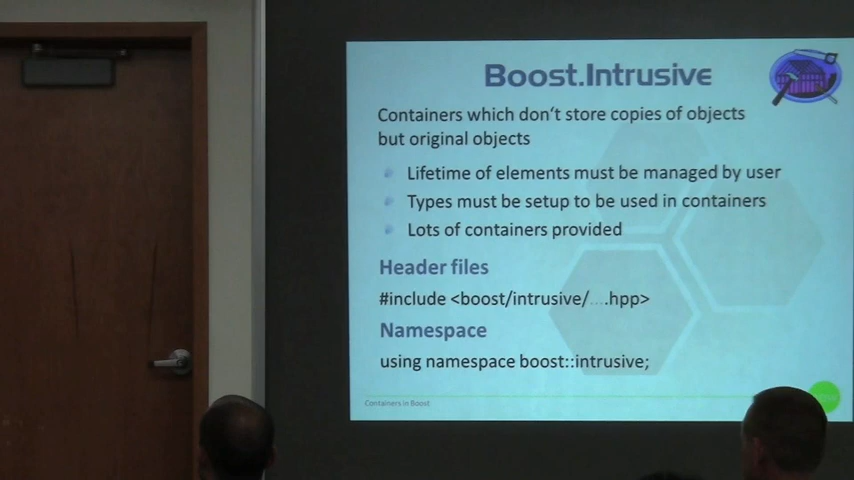 Boost.Intrusive
Containers which don't store copies of objects
but original objects
Lifetime of elements must be managed by user
Types must be setup to be used in containers
Lots of containers provided
Header files
#include <boost/intrusive/....hpp>
Namespace
using namespace boost::intrusive;
Containers in Boost